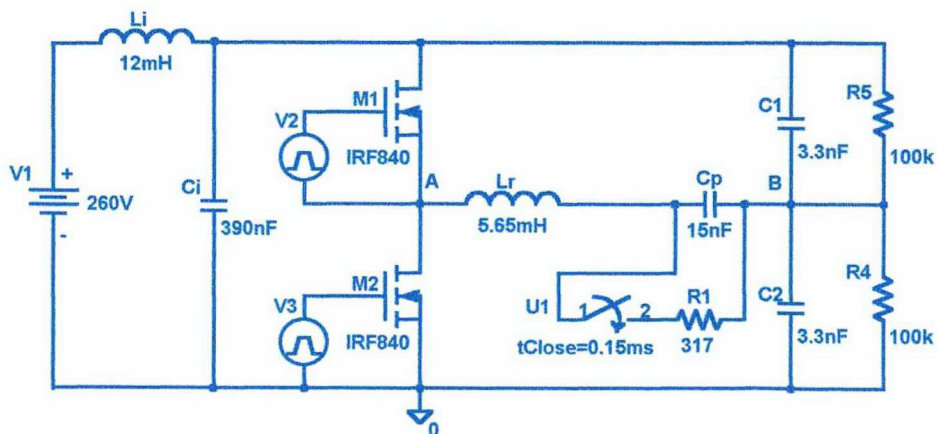 Li
12mH
V1
+
260V
-
Ci
390nF
V2
M1
IRF840
A
Lr
5.65mH
Cp
15nF
B
C1
3.3nF
R5
100k
V3
M2
IRF840
U1
1
2
tClose=0.15ms
R1
317
C2
3.3nF
R4
100k
0